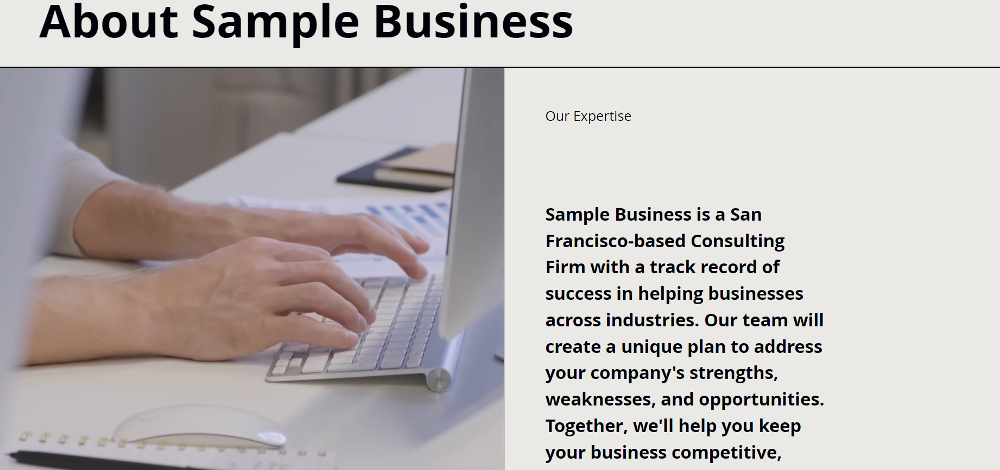 About Sample Business
Our Expertise
Sample Business is a San
Francisco-based Consulting
Firm with a track record of
success in helping businesses
across industries. Our team will
create a unique plan to address
your company's strengths,
weaknesses, and opportunities.
Together, we'll help you keep
your business competitive,